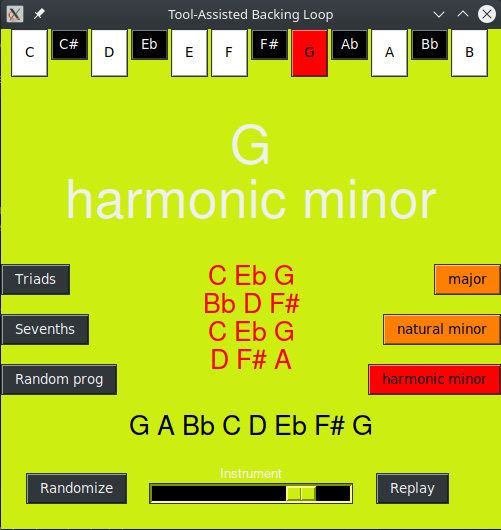 Tool-Assisted Backing Loop
C C# D Eb E F F# G Ab A Bb B
G
harmonic minor
C Eb G
Triads
major
Bb D F#
C Eb G
Sevenths
natural minor
D F# A
Random prog
harmonic minor
G A Bb C D Eb F# G
Instrument
Randomize
Replay